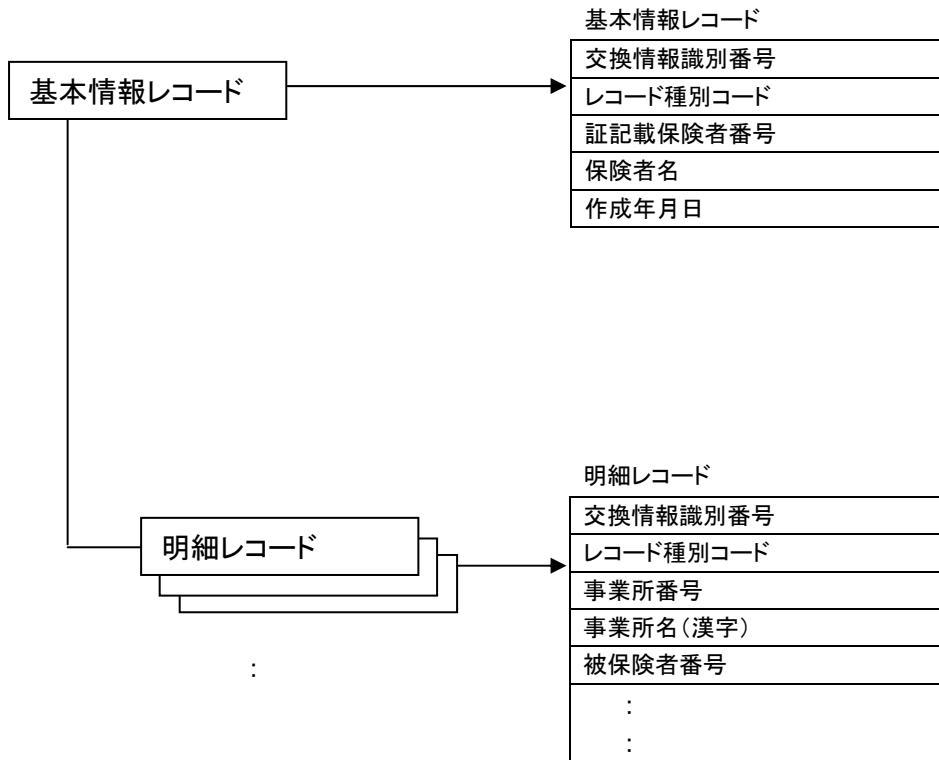 基本情報レコード
基本情報レコード
交換情報識別番号
レコード種別コード
証記載保険者番号
保険者名
作成年月日
明細レコード
明細レコード
交換情報識別番号
レコード種別コード
事業所番号
事業所名（漢字）
被保険者番号
：
：
：